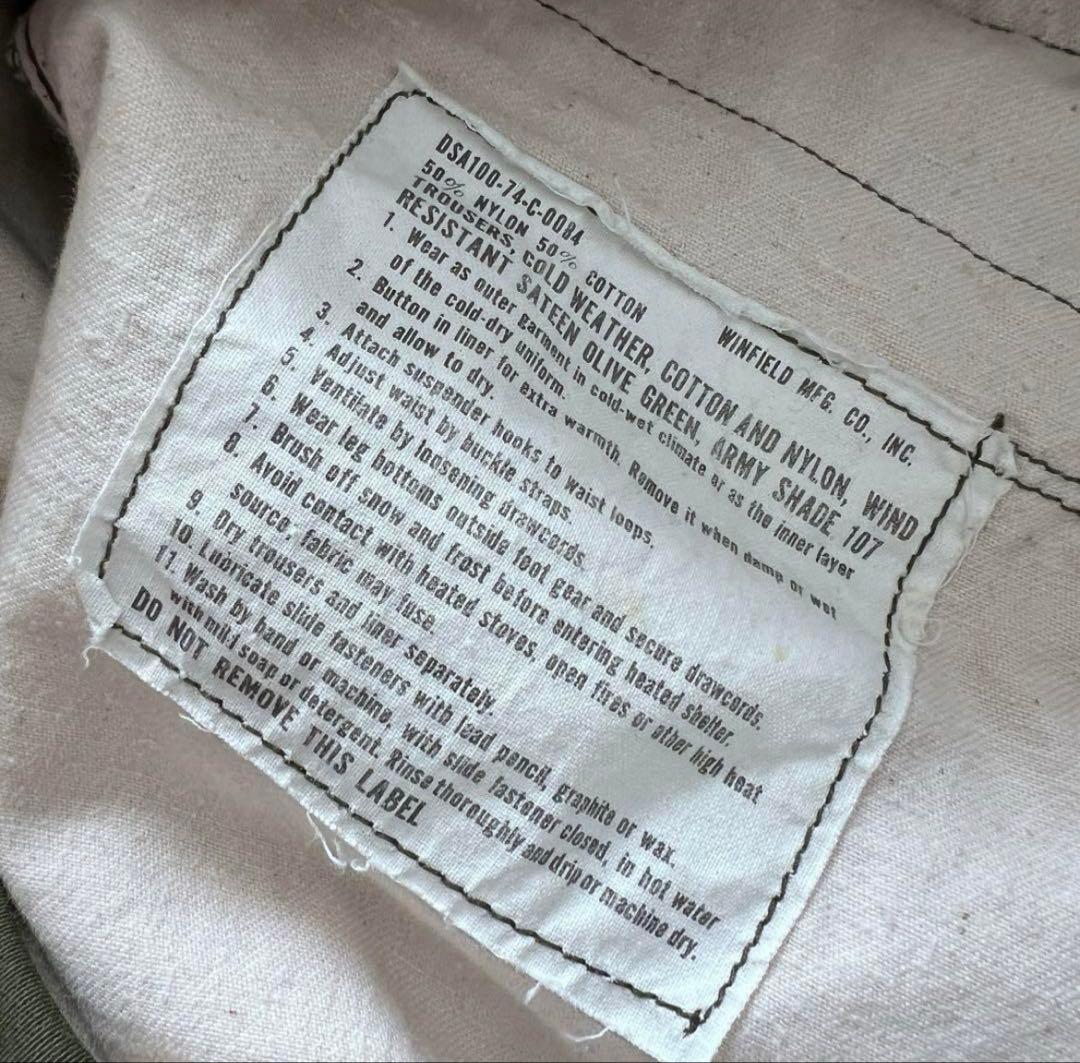 DSA100-74-C-0084 WINFIELD MFG. CO., INC.
50% NYLON 50% COTTON
TROUSERS, COLD WEATHER, COTTON AND NYLON, WIND
RESISTANT SATEEN OLIVE GREEN, ARMY SHADE 107
1. Wear as outer garment in cold-wet climate or as the inner layer
of the cold-dry uniform.
2. Button in liner for extra warmth. Remove it when damp or wet
and allow to dry.
3. Attach suspender hooks to waist loops.
4. Adjust waist by buckle straps.
5. Ventilate by loosening drawcords.
6. Wear leg bottoms outside foot gear and secure drawcords.
7. Brush off snow and frost before entering heated shelter.
8. Avoid contact with heated stoves, open fires or other high heat
source, fabric may fuse.
9. Dry trousers and liner separately.
10. Lubricate slide fasteners with lead pencil, graphite or wax.
11. Wash by hand or machine, with slide fastener closed, in hot water
with mild soap or detergent. Rinse thoroughly and drip or machine dry.
DO NOT REMOVE THIS LABEL